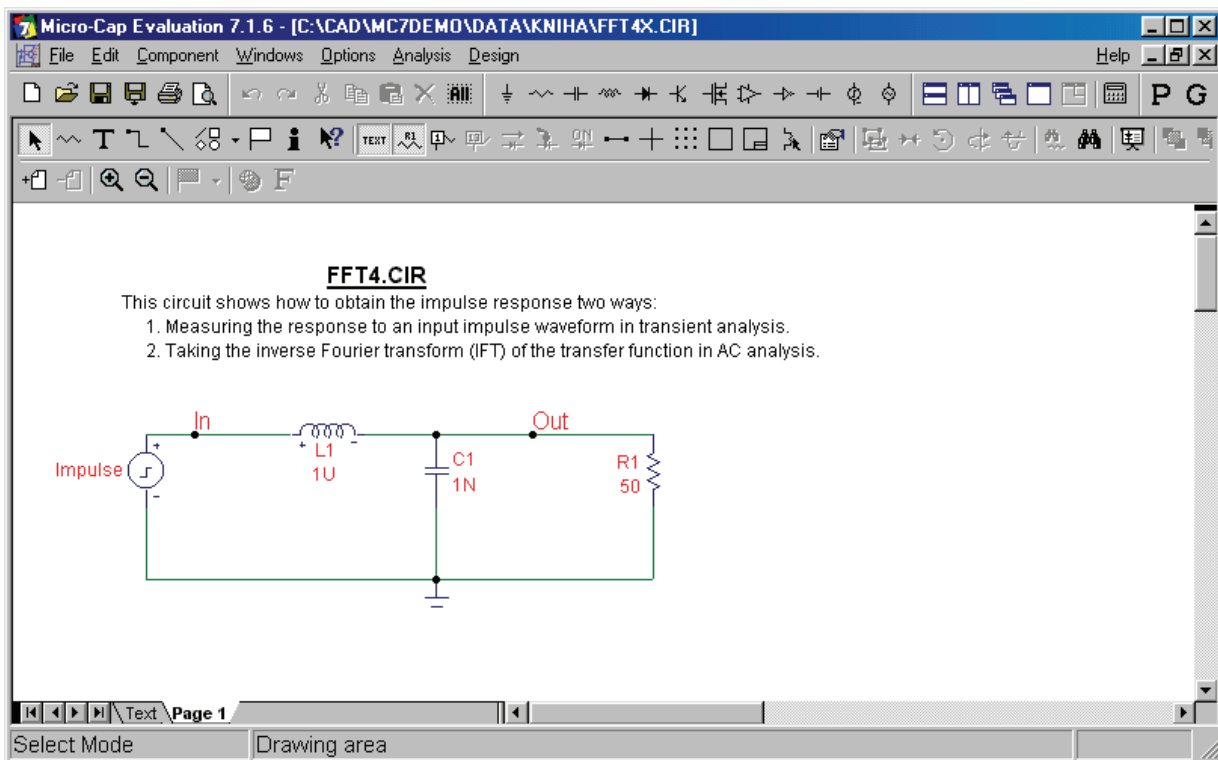 Micro-Cap Evaluation 7.1.6 - [C:\CAD\MC7DEMO\DATA\KNIHA\FFT4X.CIR]
File Edit Component Windows Options Analysis Design Help
P G
T TEXT R1
F
FFT4.CIR
This circuit shows how to obtain the impulse response two ways:
1. Measuring the response to an input impulse waveform in transient analysis.
2. Taking the inverse Fourier transform (IFT) of the transfer function in AC analysis.
In
Out
+ L1 -
1U
Impulse
+
-
C1
1N
R1
50
Text Page 1
Select Mode Drawing area